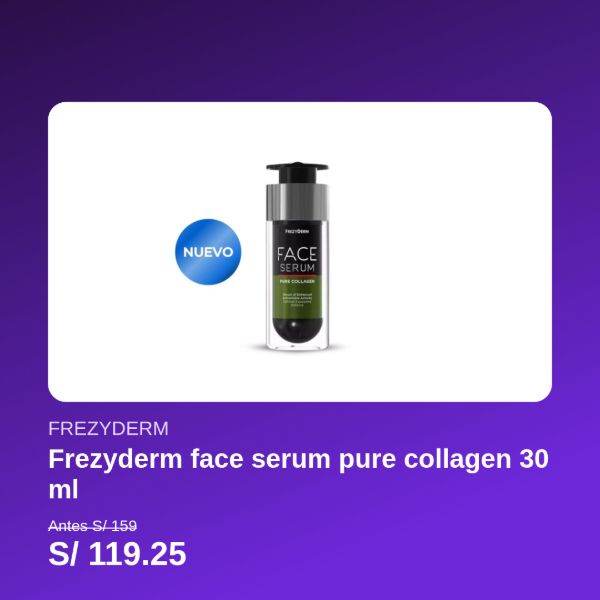 NUEVO
FREZYDERM
FACE
SERUM
PURE COLLAGEN
FREZYDERM
Frezyderm face serum pure collagen 30
ml
Antes S/ 159
S/ 119.25